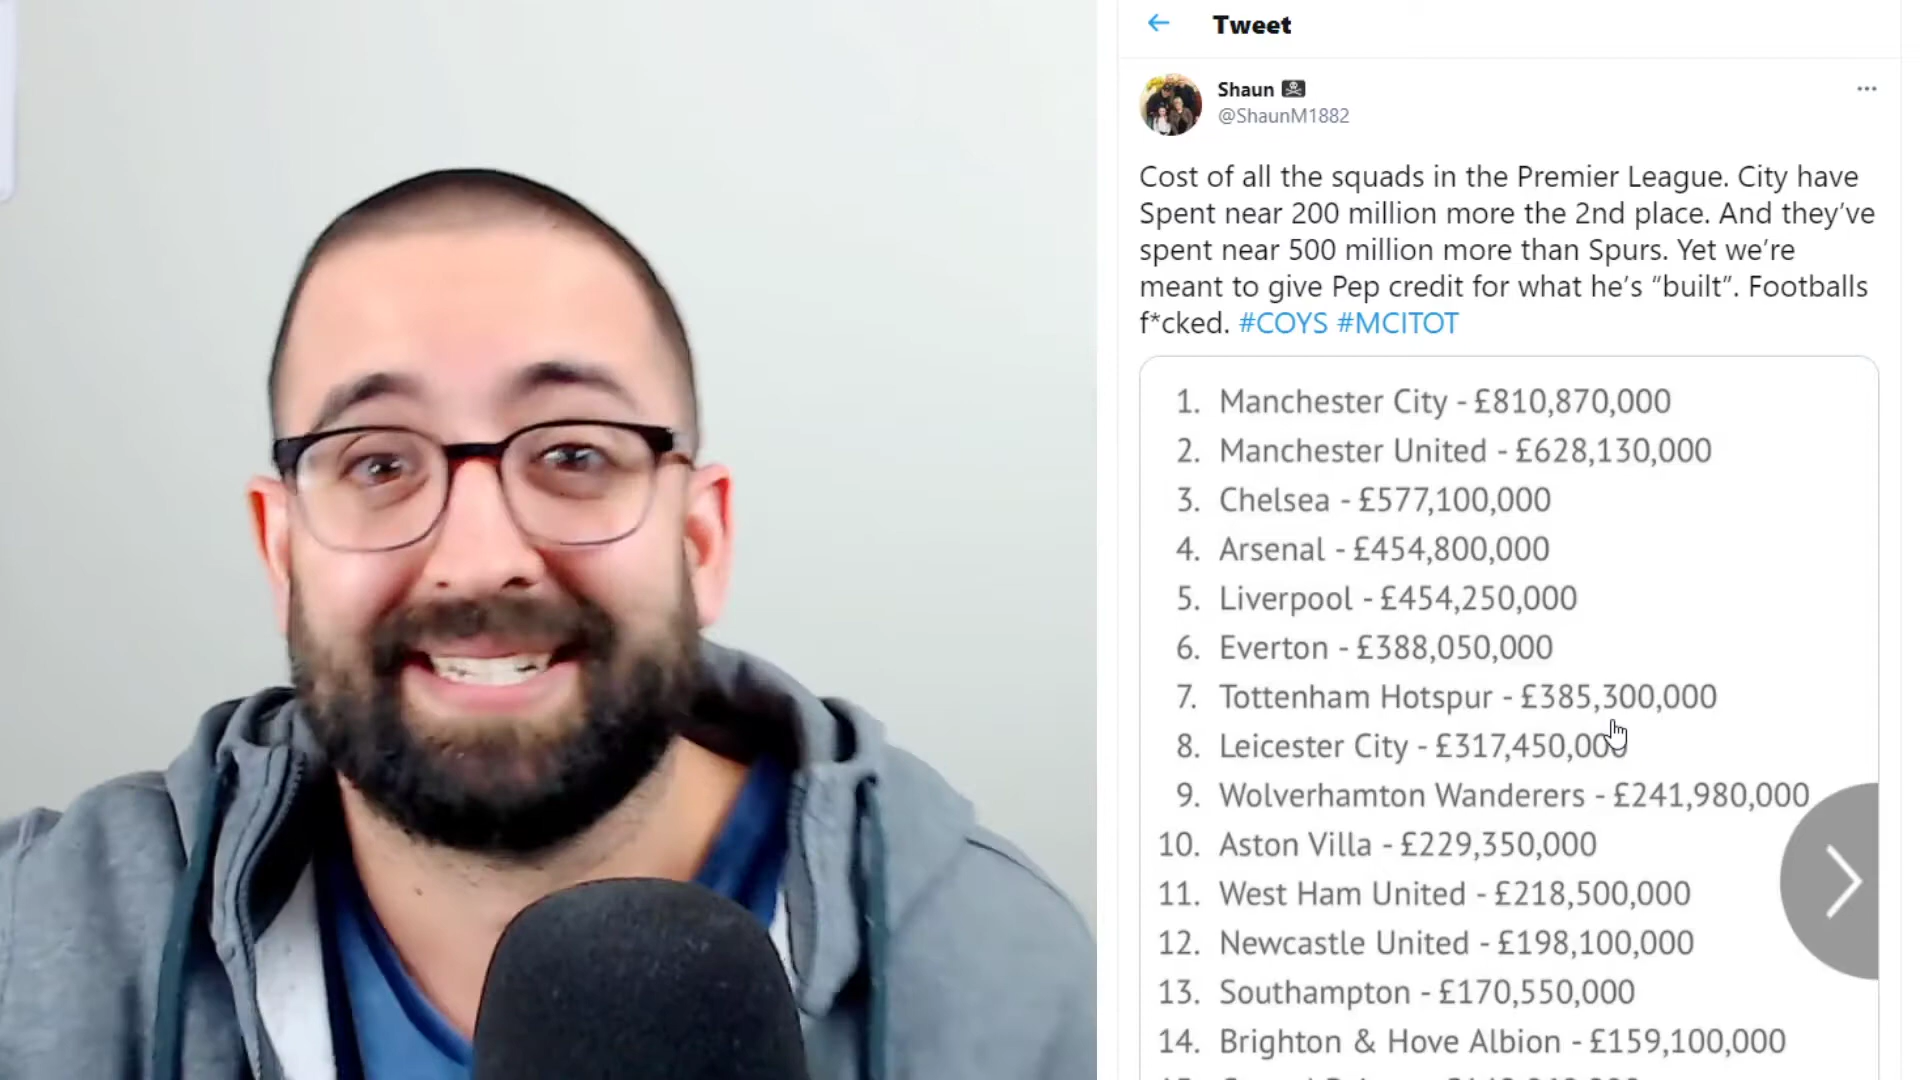 Tweet
Shaun
@ShaunM1882
Cost of all the squads in the Premier League. City have
Spent near 200 million more the 2nd place. And they’ve
spent near 500 million more than Spurs. Yet we’re
meant to give Pep credit for what he’s “built”. Footballs
f*cked. #COYS #MCITOT
1. Manchester City - £810,870,000
2. Manchester United - £628,130,000
3. Chelsea - £577,100,000
4. Arsenal - £454,800,000
5. Liverpool - £454,250,000
6. Everton - £388,050,000
7. Tottenham Hotspur - £385,300,000
8. Leicester City - £317,450,000
9. Wolverhamton Wanderers - £241,980,000
10. Aston Villa - £229,350,000
11. West Ham United - £218,500,000
12. Newcastle United - £198,100,000
13. Southampton - £170,550,000
14. Brighton & Hove Albion - £159,100,000